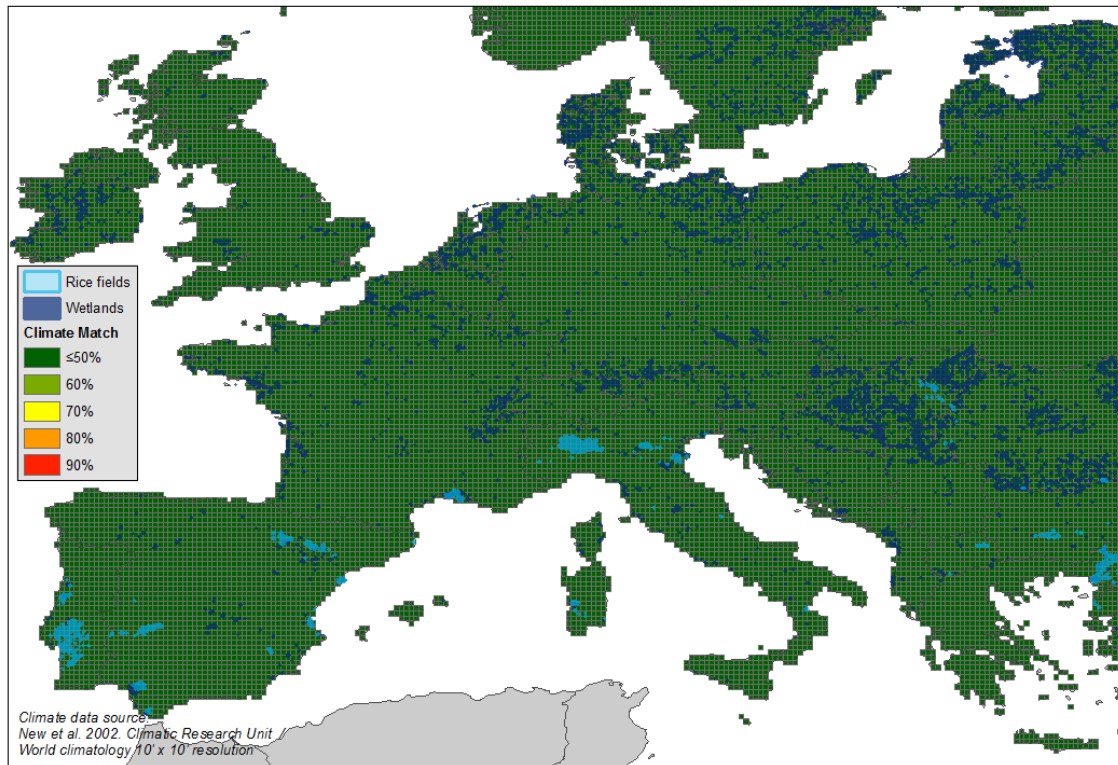 Rice fields
Wetlands
Climate Match
≤50%
60%
70%
80%
90%
Climate data source:
New et al. 2002. Climatic Research Unit
World climatology 10' x 10' resolution